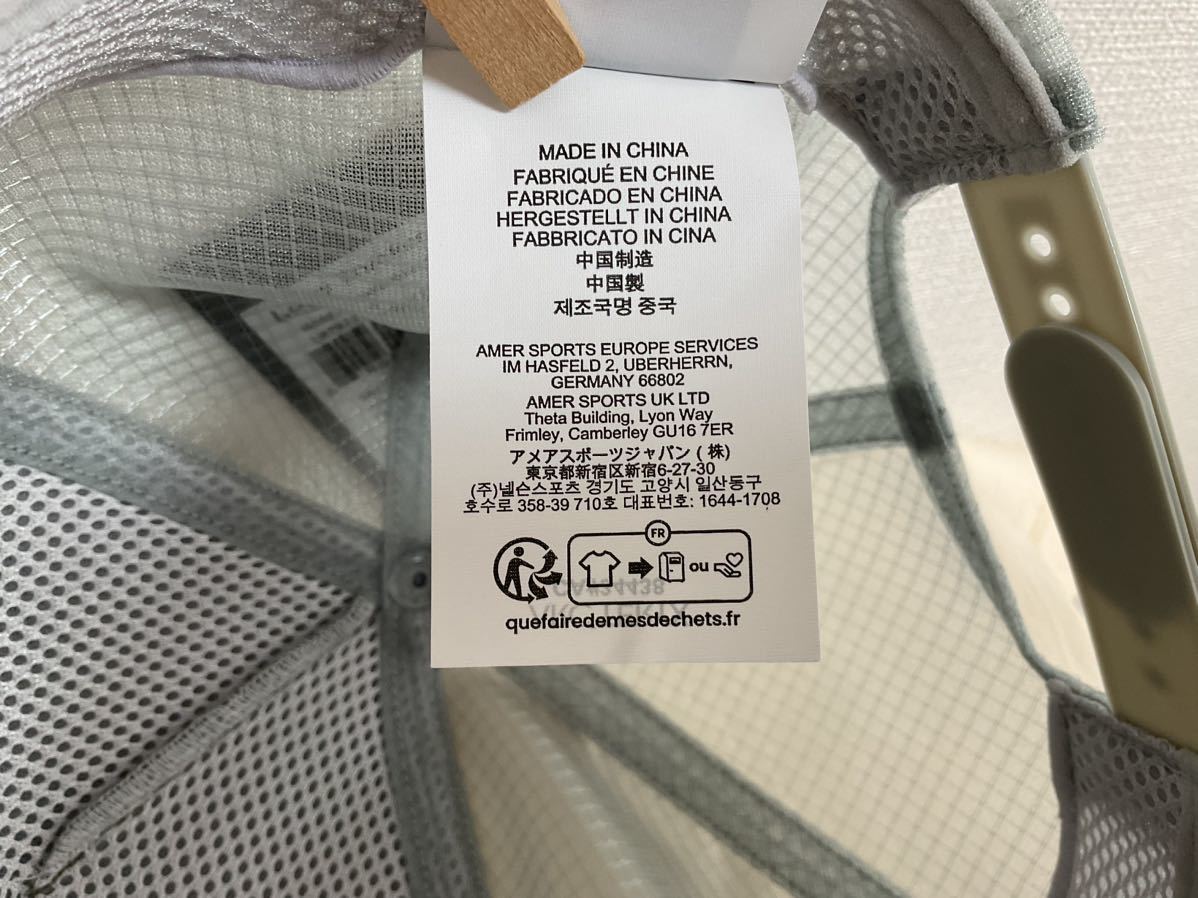 MADE IN CHINA
FABRIQUÉ EN CHINE
FABRICADO EN CHINA
HERGESTELLT IN CHINA
FABBRICATO IN CINA
中国制造
中国製
제조국명 중국
AMER SPORTS EUROPE SERVICES
IM HASFELD 2, UBERHERRN,
GERMANY 66802
AMER SPORTS UK LTD
Theta Building, Lyon Way
Frimley, Camberley GU16 7ER
アメアスポーツジャパン (株)
東京都新宿区新宿6-27-30
(주)넬슨스포츠 경기도 고양시 일산동구
호수로 358-39 710호 대표번호: 1644-1708
FR
ou
CA#34438
ARC'TERYX
quefairedemesdechets.fr